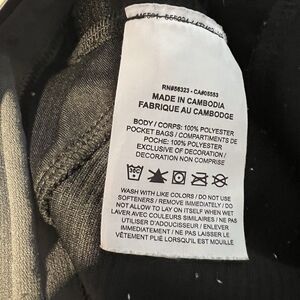 RN#56323 - CA#05553
MADE IN CAMBODIA
FABRIQUE AU CAMBODGE
BODY / CORPS: 100% POLYESTER
POCKET BAGS / COMPARTIMENTS DE
POCHE: 100% POLYESTER
EXCLUSIVE OF DECORATION /
DECORATION NON COMPRISE
WASH WITH LIKE COLORS / DO NOT USE
SOFTENERS / REMOVE IMMEDIATELY / DO
NOT TO LAY ON ITSELF WHEN WET
LAVER AVEC COULEURS SIMILAIRES / NE PAS
UTILISER D'ADOUCISSEUR / ENLEVER
IMMEDIATEMENT / NE PAS LAISSER LE
VÊTEMENT PLIE LORSQU'IL EST MOUILLÉ